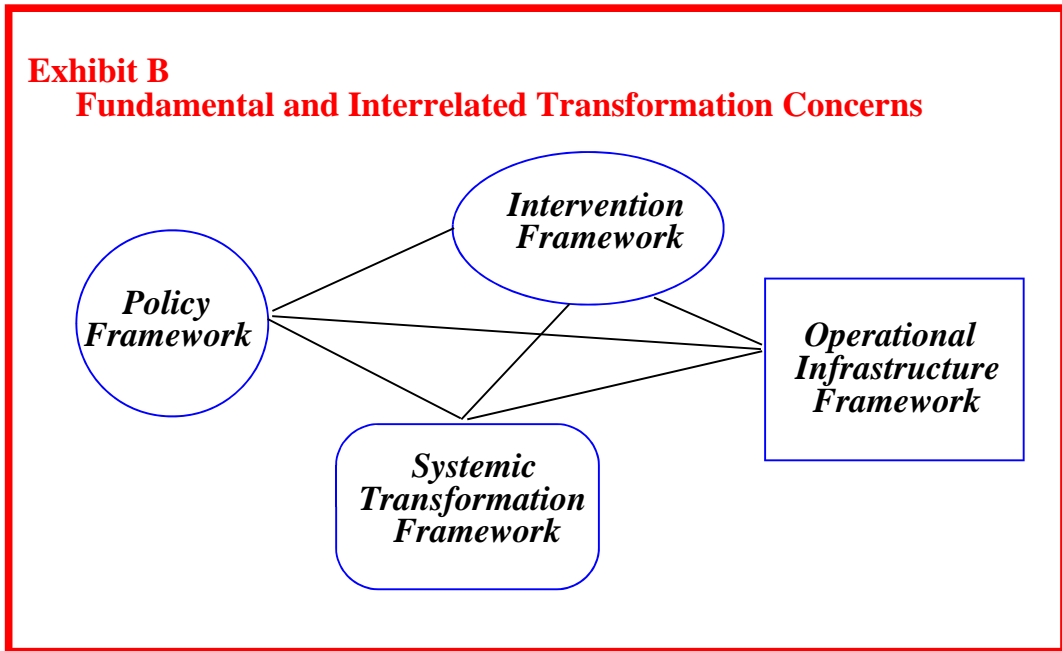 Exhibit B
Fundamental and Interrelated Transformation Concerns
Intervention
Framework
Policy
Framework
Operational
Infrastructure
Framework
Systemic
Transformation
Framework